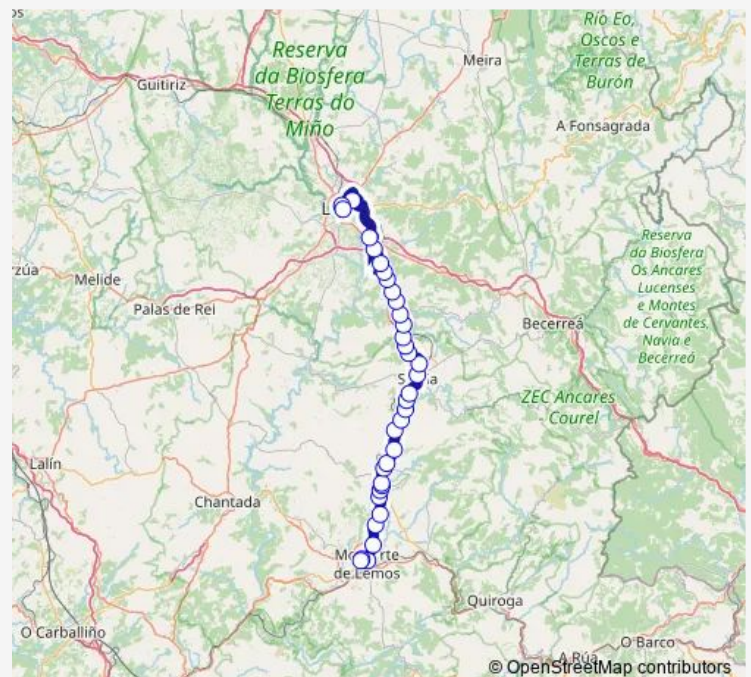 Reserva
da Biosfera
Terras do
Miño
Río Eo,
Oscos e
Terras de
Burón
Meira
Guitiriz
A Fonsagrada
Melide
Palas de Rei
Reserva
da Biosfera
Os Ancares
Lucenses
e Montes
de Cervantes,
Navia e
Becerreá
Becerreá
ZEC Ancares
- Courel
Lalín
Chantada
de Lemos
Quiroga
O Carballiño
O Barco
A Rúa
© OpenStreetMap contributors